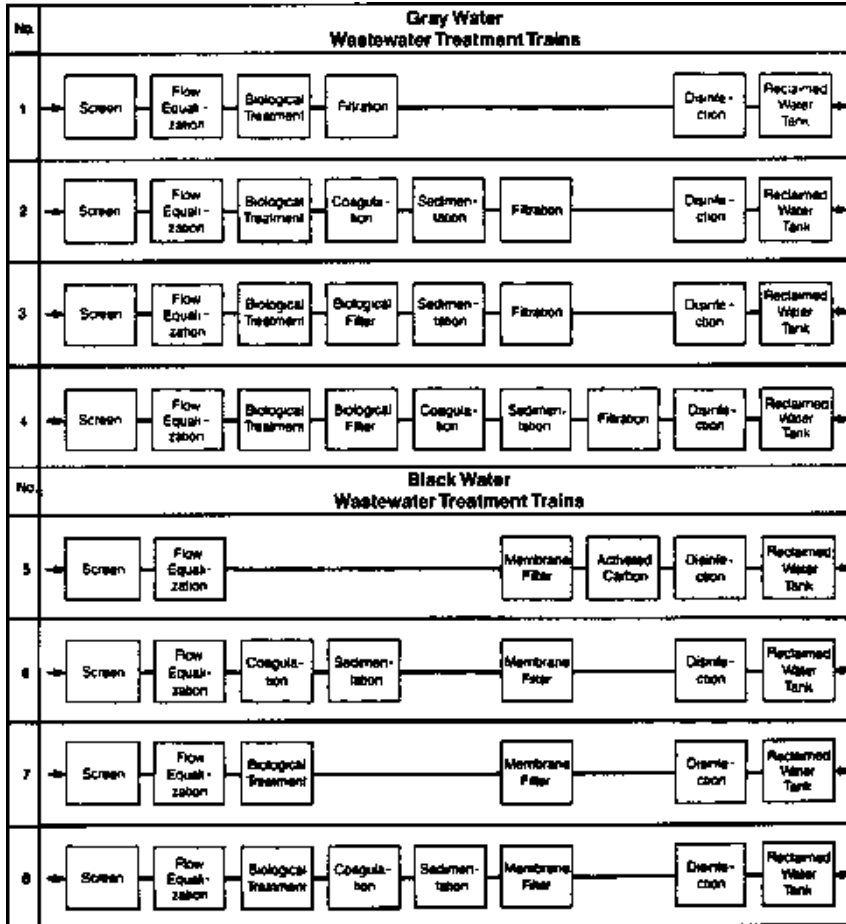 No.
Gray Water
Wastewater Treatment Trains
1
Screen
Flow
Equali-
zation
Biological
Treatment
Filtration
Disinfe-
ction
Reclaimed
Water
Tank
2
Screen
Flow
Equali-
zation
Biological
Treatment
Coagula-
tion
Sedimen-
tation
Filtration
Disinfe-
ction
Reclaimed
Water
Tank
3
Screen
Flow
Equali-
zation
Biological
Treatment
Biological
Filter
Sedimen-
tation
Filtration
Disinfe-
ction
Reclaimed
Water
Tank
4
Screen
Flow
Equali-
zation
Biological
Treatment
Biological
Filter
Coagula-
tion
Sedimen-
tation
Filtration
Disinfe-
ction
Reclaimed
Water
Tank
No.
Black Water
Wastewater Treatment Trains
5
Screen
Flow
Equali-
zation
Membrane
Filter
Activated
Carbon
Disinfe-
ction
Reclaimed
Water
Tank
6
Screen
Flow
Equali-
zation
Coagula-
tion
Sedimen-
tation
Membrane
Filter
Disinfe-
ction
Reclaimed
Water
Tank
7
Screen
Flow
Equali-
zation
Biological
Treatment
Membrane
Filter
Disinfe-
ction
Reclaimed
Water
Tank
8
Screen
Flow
Equali-
zation
Biological
Treatment
Coagula-
tion
Sedimen-
tation
Membrane
Filter
Disinfe-
ction
Reclaimed
Water
Tank